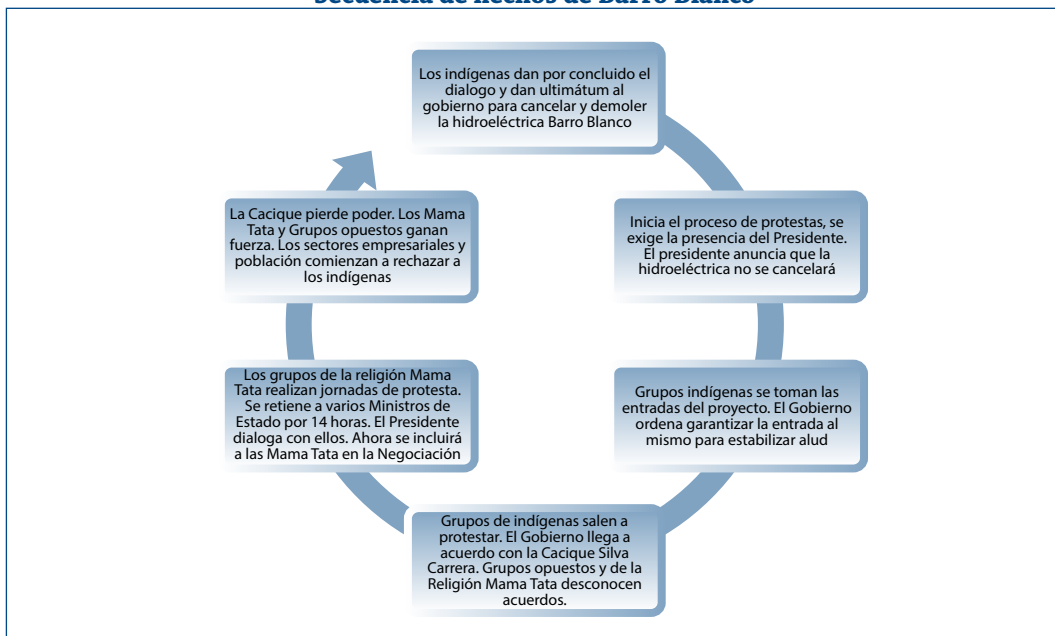 Secuencia de hechos de Barro Blanco
Los indígenas dan por concluido el
dialogo y dan ultimátum al
gobierno para cancelar y demoler
la hidroeléctrica Barro Blanco
Inicia el proceso de protestas, se
exige la presencia del Presidente.
El presidente anuncia que la
hidroeléctrica no se cancelará
Grupos indígenas se toman las
entradas del proyecto. El Gobierno
ordena garantizar la entrada al
mismo para estabilizar alud
Grupos de indígenas salen a
protestar. El Gobierno llega a
acuerdo con la Cacique Silva
Carrera. Grupos opuestos y de la
Religión Mama Tata desconocen
acuerdos.
Los grupos de la religión Mama
Tata realizan jornadas de protesta.
Se retiene a varios Ministros de
Estado por 14 horas. El Presidente
dialoga con ellos. Ahora se incluirá
a las Mama Tata en la Negociación
La Cacique pierde poder. Los Mama
Tata y Grupos opuestos ganan
fuerza. Los sectores empresariales y
población comienzan a rechazar a
los indígenas